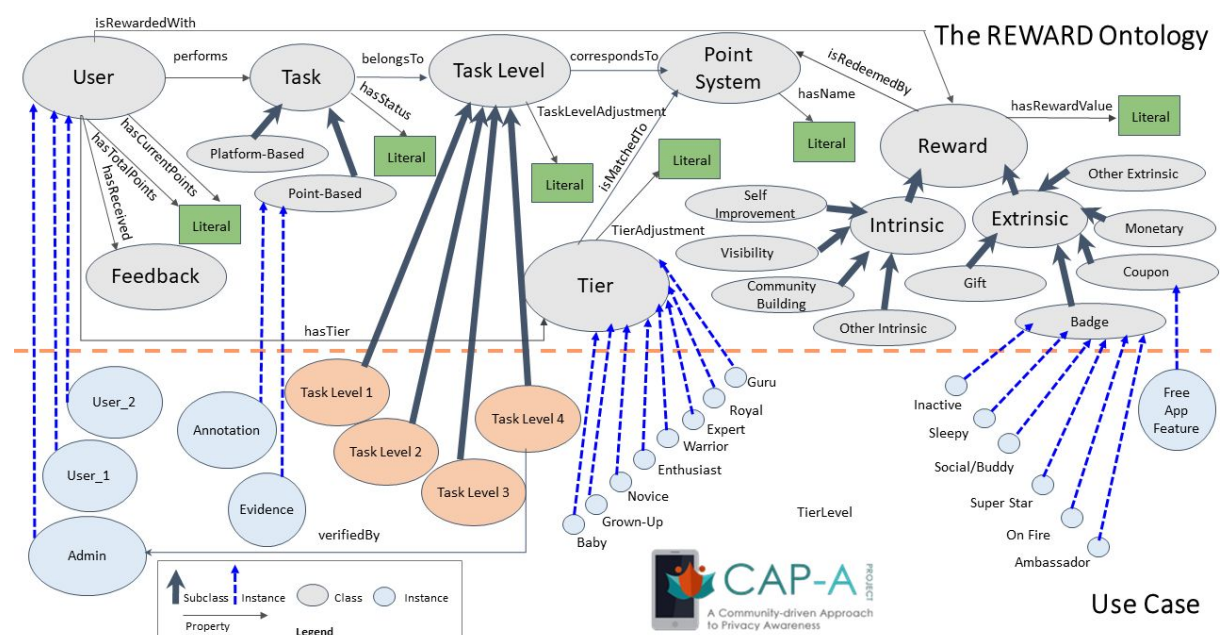 isRewardedWith
The REWARD Ontology
User
performs
Task
belongsTo
Task Level
correspondsTo
Point
System
isRedeemedBy
hasName
hasRewardValue
Literal
hasStatus
TaskLevelAdjustment
Reward
Platform-Based
Literal
Literal
Literal
Literal
Point-Based
hasCurrentPoints
hasTotalPoints
hasReceived
Literal
isMatchedTo
TierAdjustment
Self
Improvement
Intrinsic
Extrinsic
Other Extrinsic
Monetary
Visibility
Feedback
Tier
Community
Building
Gift
Coupon
hasTier
Other Intrinsic
Badge
User_2
Annotation
Task Level 1
Task Level 4
Guru
Royal
Expert
Warrior
Enthusiast
Novice
Grown-Up
Baby
Inactive
Sleepy
Social/Buddy
Super Star
On Fire
Ambassador
Free
App
Feature
User_1
Task Level 2
Task Level 3
Evidence
verifiedBy
TierLevel
Admin
Subclass
Instance
Class
Instance
Property
Legend
CAP-A
PROJECT
A Community-driven Approach
to Privacy Awareness
Use Case